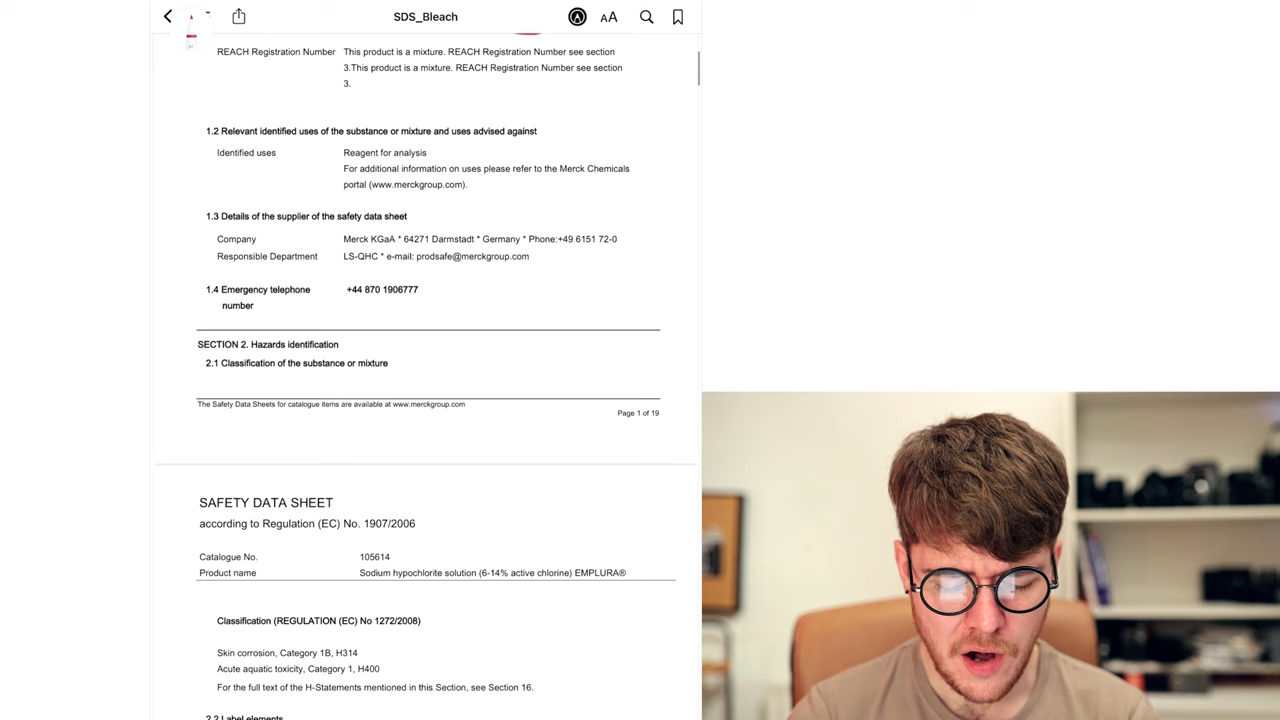 SDS_Bleach
AA
REACH Registration Number This product is a mixture. REACH Registration Number see section
3.This product is a mixture. REACH Registration Number see section
3.
1.2 Relevant identified uses of the substance or mixture and uses advised against
Identified uses Reagent for analysis
For additional information on uses please refer to the Merck Chemicals
portal (www.merckgroup.com).
1.3 Details of the supplier of the safety data sheet
Company Merck KGaA * 64271 Darmstadt * Germany * Phone:+49 6151 72-0
Responsible Department LS-QHC * e-mail: prodsafe@merckgroup.com
1.4 Emergency telephone +44 870 1906777
number
SECTION 2. Hazards identification
2.1 Classification of the substance or mixture
The Safety Data Sheets for catalogue items are available at www.merckgroup.com
Page 1 of 19
SAFETY DATA SHEET
according to Regulation (EC) No. 1907/2006
Catalogue No. 105614
Product name Sodium hypochlorite solution (6-14% active chlorine) EMPLURA®
Classification (REGULATION (EC) No 1272/2008)
Skin corrosion, Category 1B, H314
Acute aquatic toxicity, Category 1, H400
For the full text of the H-Statements mentioned in this Section, see Section 16.
2.2 Label elements